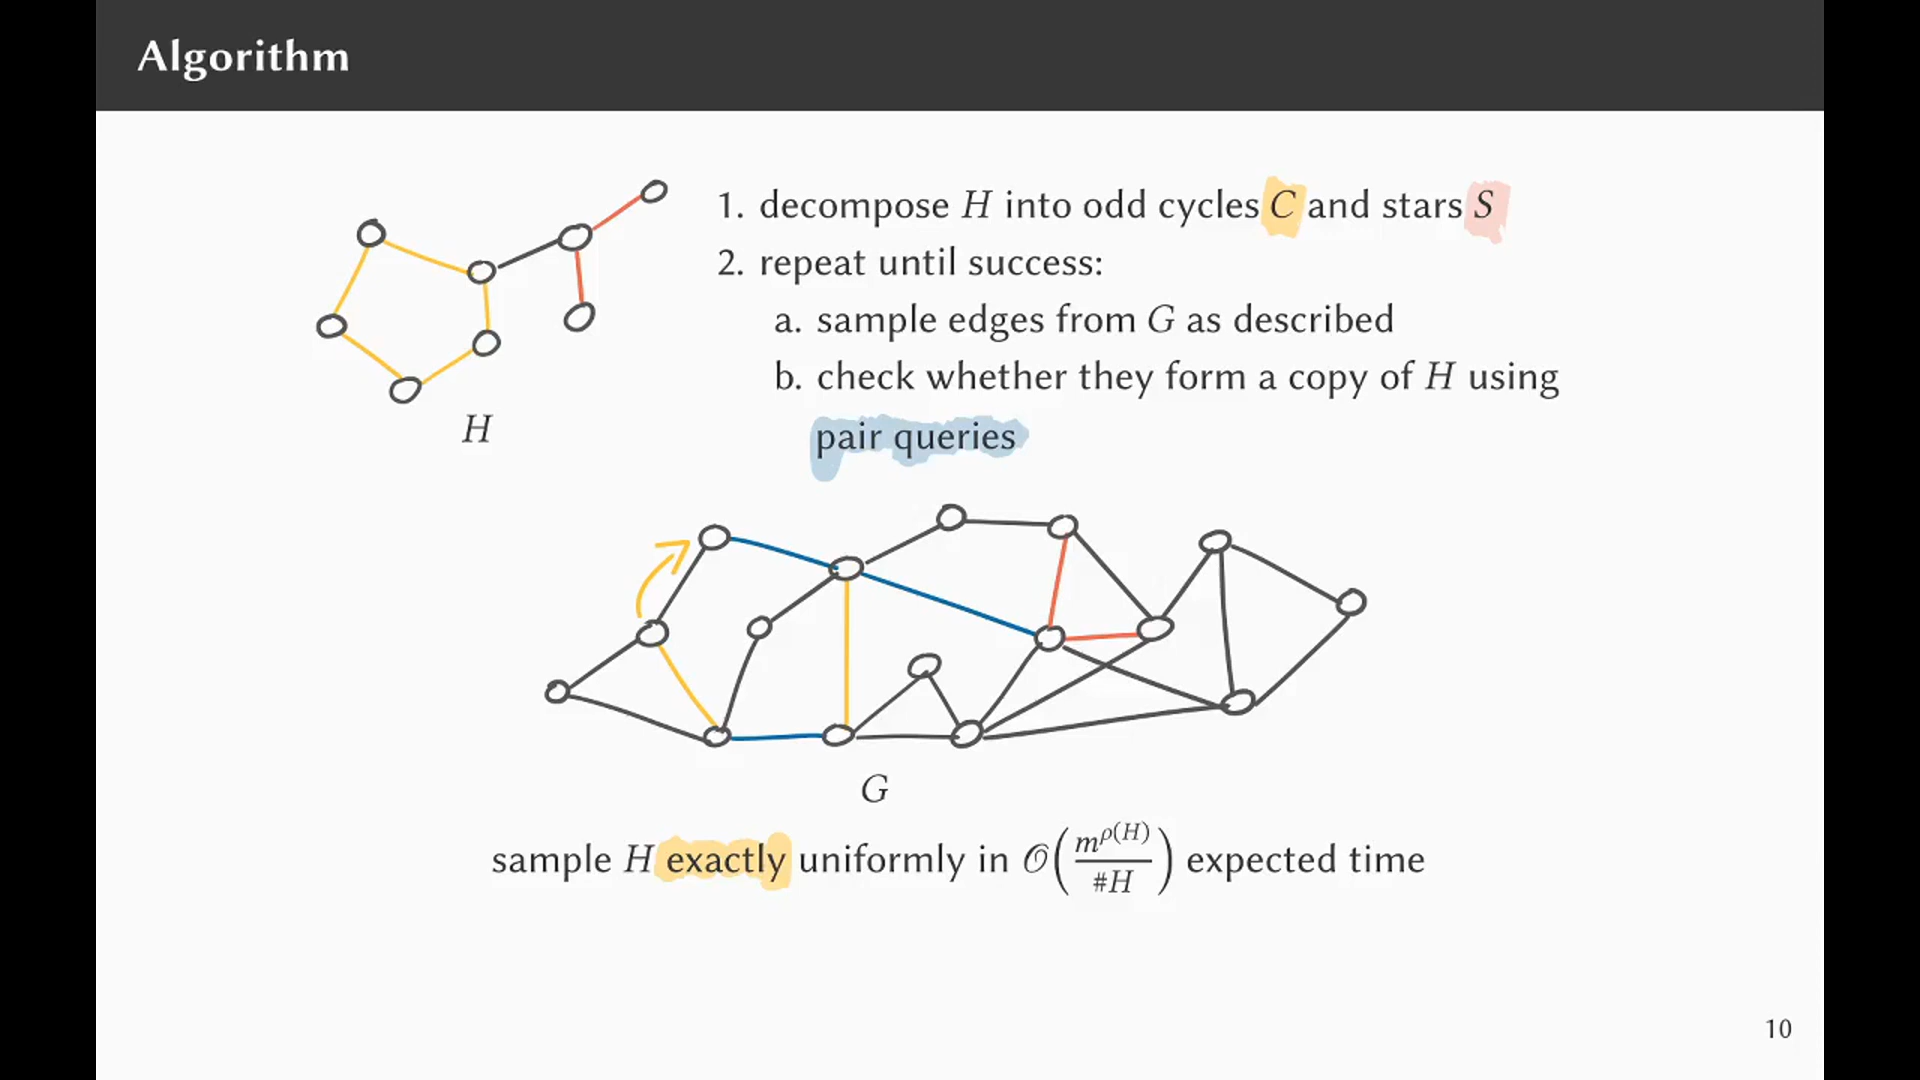 Algorithm
1. decompose H into odd cycles C and stars S
2. repeat until success:
a. sample edges from G as described
b. check whether they form a copy of H using
pair queries
H
G
sample H exactly uniformly in 𝒪(m^ρ(H) / #H) expected time
10